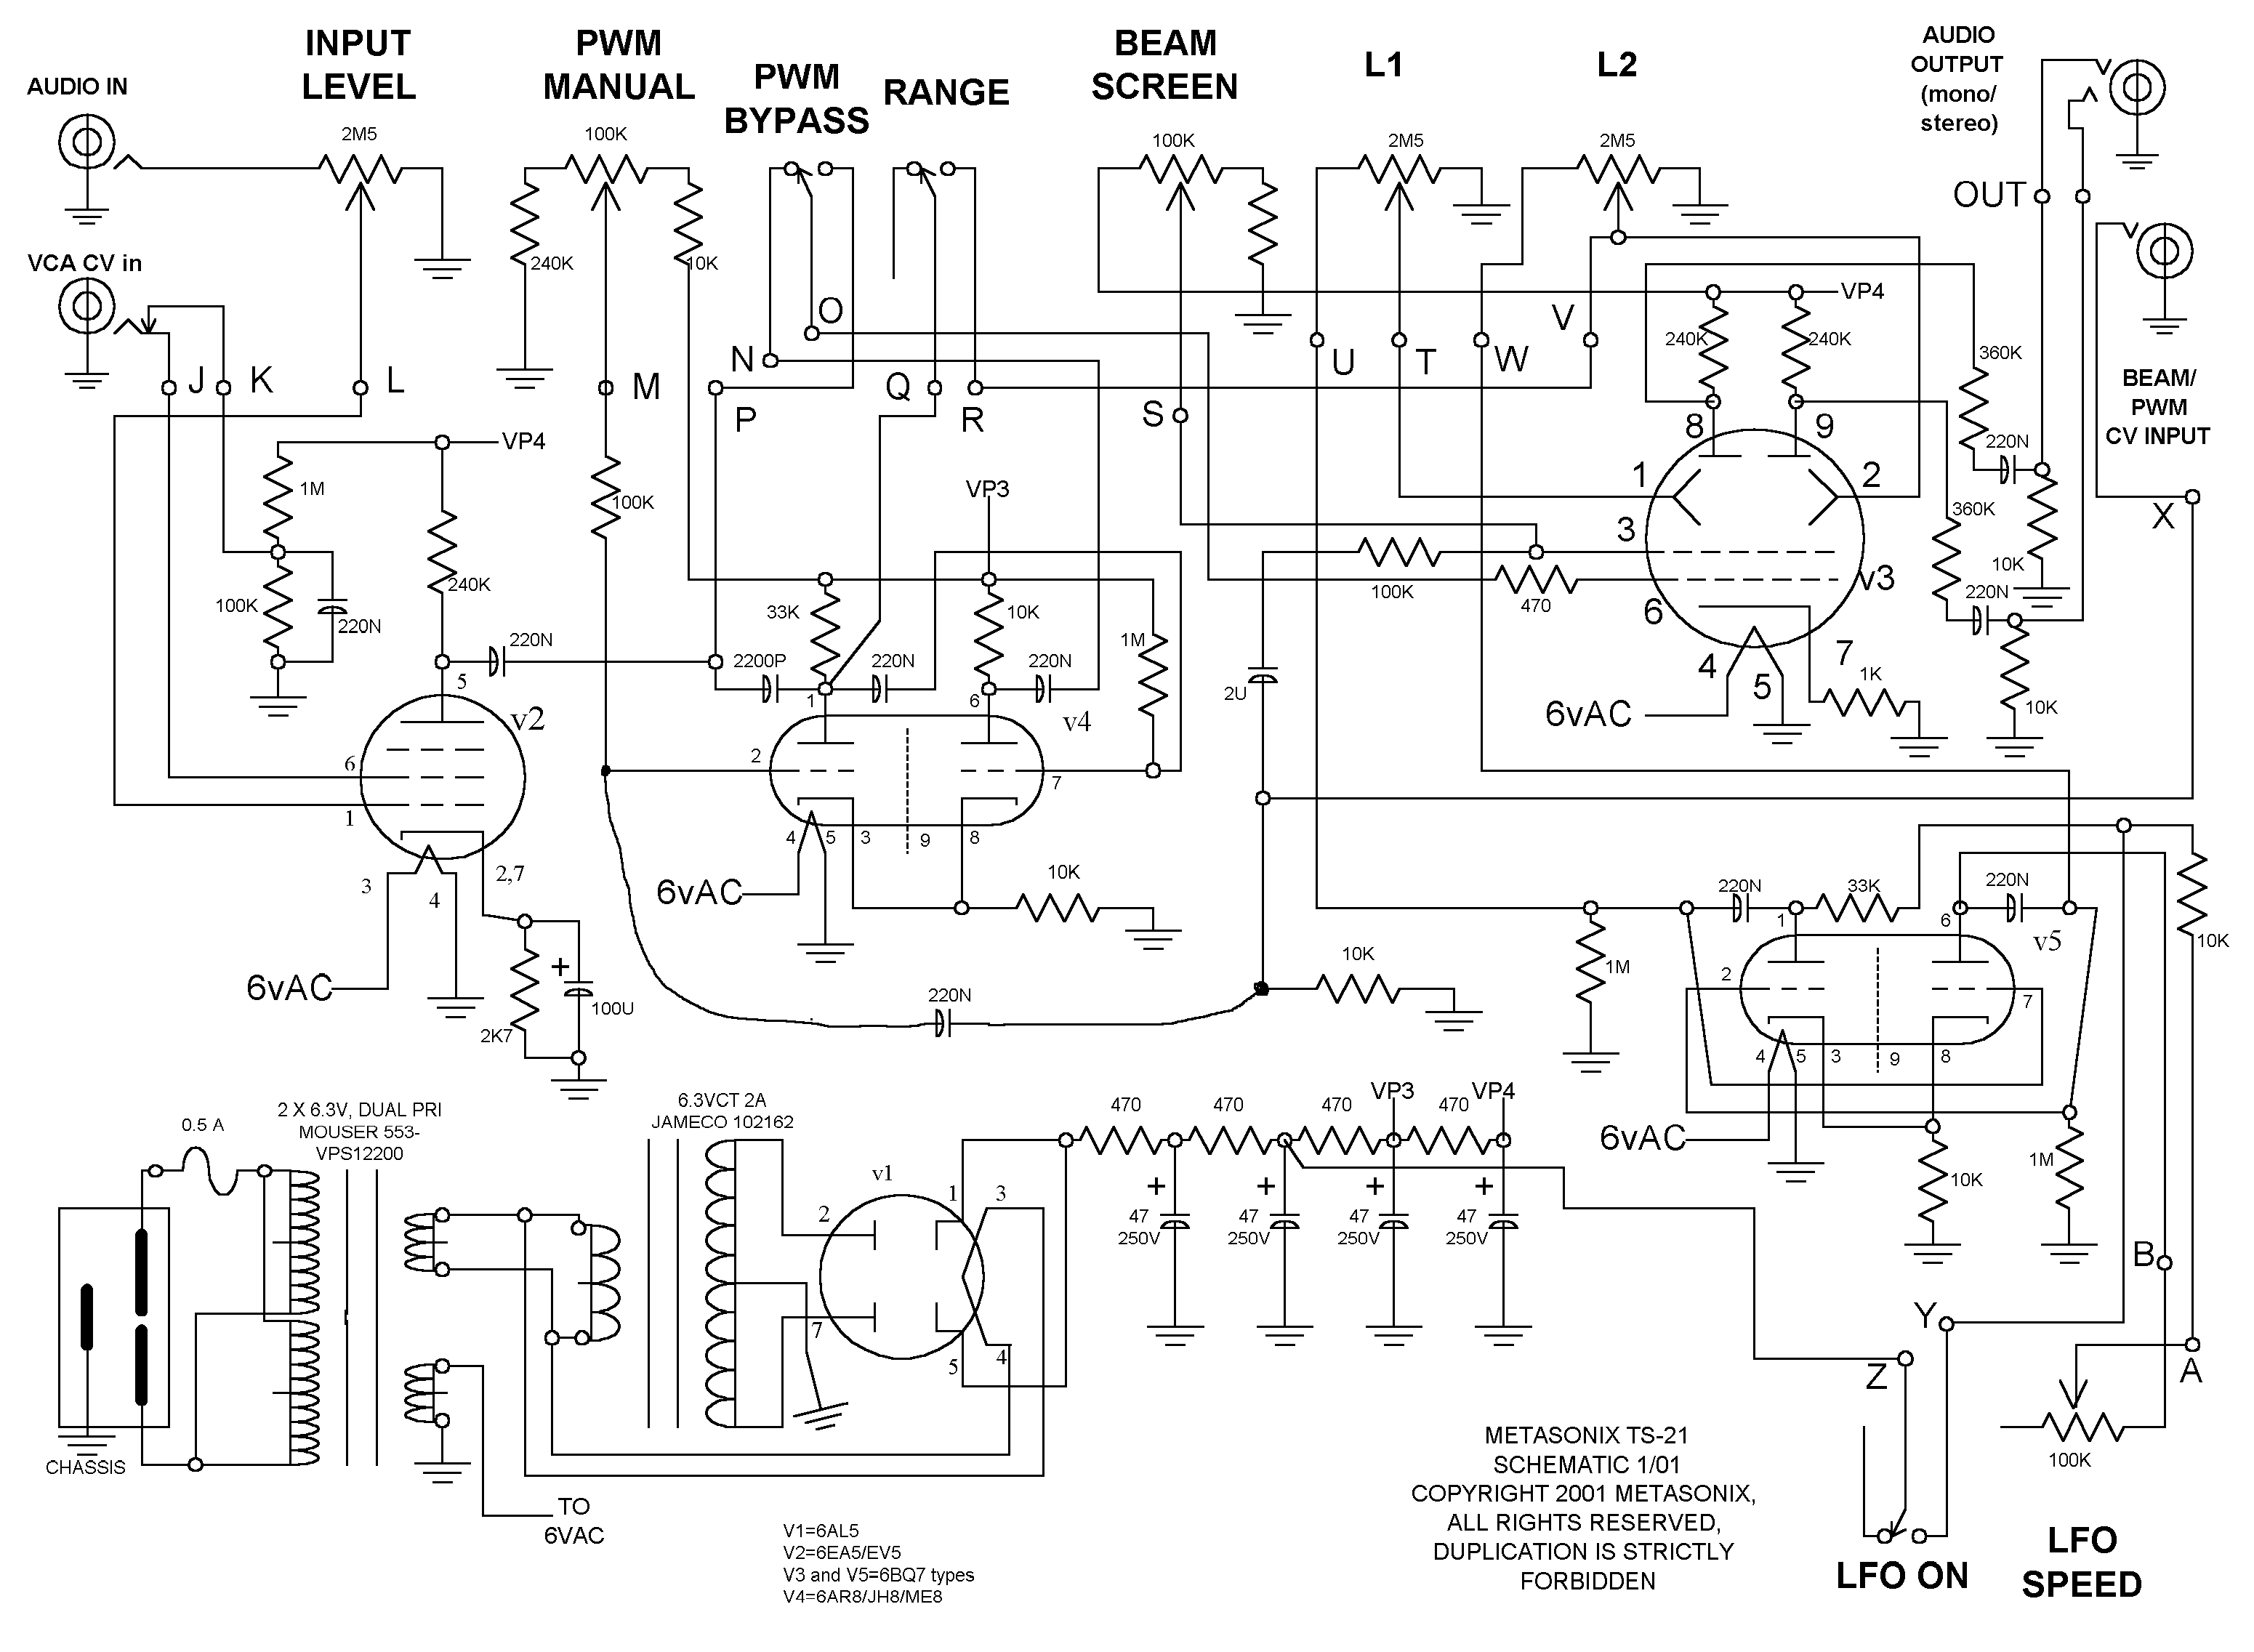 INPUT
LEVEL
PWM
MANUAL
PWM
BYPASS
RANGE
BEAM
SCREEN
L1
L2
AUDIO
OUTPUT
(mono/
stereo)
AUDIO IN
2M5
100K
100K
2M5
2M5
OUT
VCA CV in
240K
10K
O
N
V
VP4
240K
240K
360K
U
T
W
J
K
L
M
P
Q
R
S
BEAM/
PWM
CV INPUT
VP4
8
9
1M
100K
VP3
1
2
220N
360K
X
3
100K
240K
33K
10K
100K
470
6
v3
10K
220N
220N
1M
220N
2200P
220N
220N
5
v2
1
6
v4
2U
4
5
7
1K
10K
6vAC
6
1
2
7
4
5
3
9
8
3
4
2,7
6vAC
10K
220N
33K
220N
1
6
v5
10K
6vAC
+
100U
2K7
220N
10K
1M
2
7
4
5
3
9
8
6vAC
10K
1M
0.5 A
2 X 6.3V, DUAL PRI
MOUSER 553-
VPS12200
6.3VCT 2A
JAMECO 102162
470
470
470
470
VP3
VP4
v1
1
3
2
7
5
4
+
47
250V
+
47
250V
+
47
250V
+
47
250V
B
Y
Z
A
CHASSIS
TO
6VAC
100K
V1=6AL5
V2=6EA5/EV5
V3 and V5=6BQ7 types
V4=6AR8/JH8/ME8
METASONIX TS-21
SCHEMATIC 1/01
COPYRIGHT 2001 METASONIX,
ALL RIGHTS RESERVED,
DUPLICATION IS STRICTLY
FORBIDDEN
LFO ON
LFO
SPEED